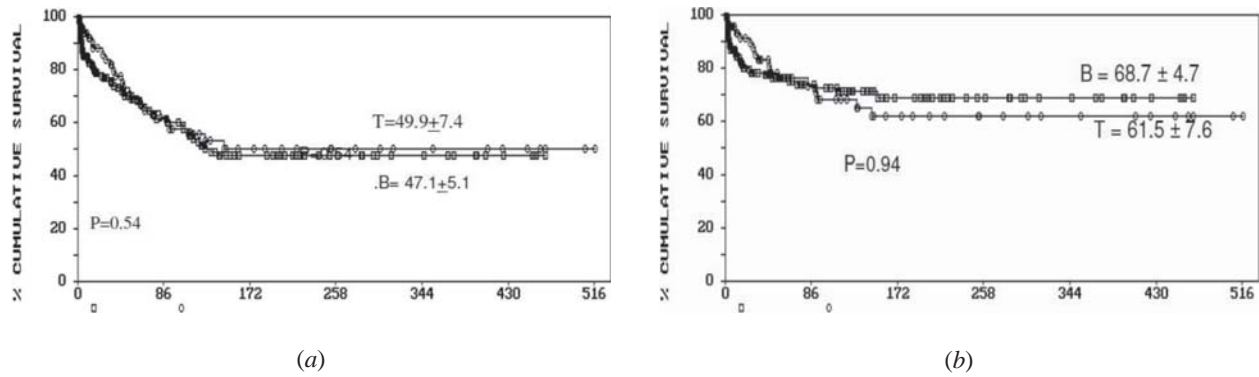 % CUMULATIVE SURUIUAL
100
80
60
40
20
0
0 86 172 258 344 430 516
T=49.9±7.4
.B= 47.1±5.1
P=0.54
(a)
% CUMULATIVE SURUIUAL
100
80
60
40
20
0
0 86 172 258 344 430 516
B = 68.7 ± 4.7
T = 61.5 ± 7.6
P=0.94
(b)